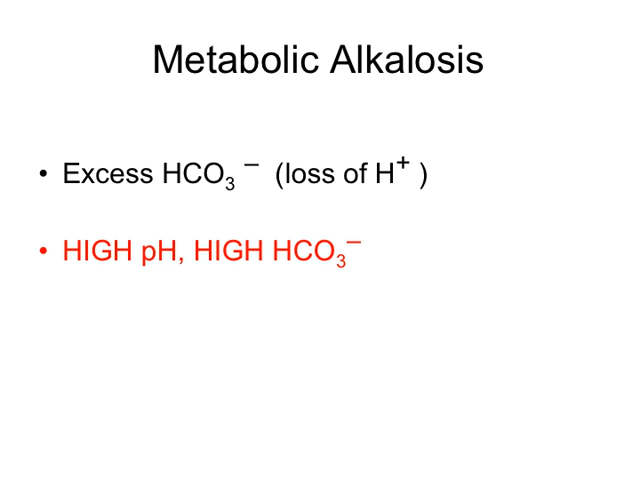 Metabolic Alkalosis
• Excess HCO₃ ⁻ (loss of H⁺ )
• HIGH pH, HIGH HCO₃⁻